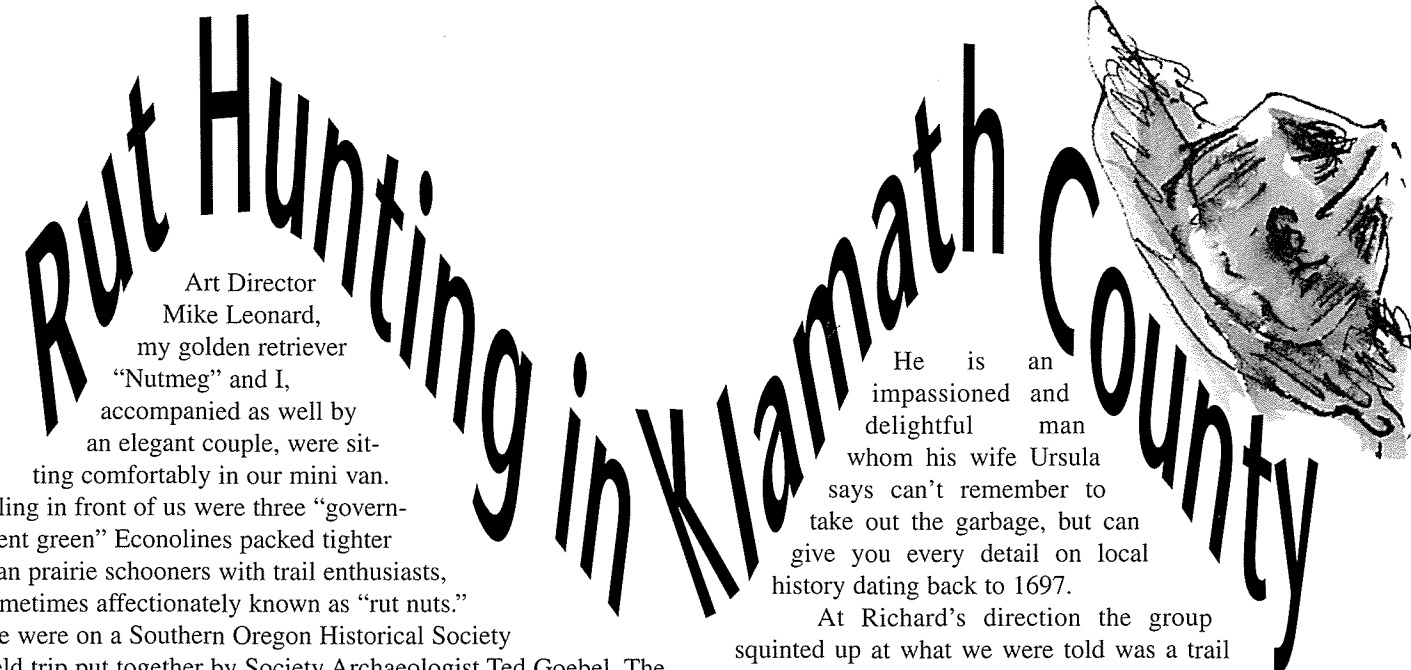 Rut Hunting in Klamath County
Art Director
Mike Leonard,
my golden retriever
“Nutmeg” and I,
accompanied as well by
an elegant couple, were sit-
ting comfortably in our mini van.
ling in front of us were three “govern-
ent green” Econolines packed tighter
an prairie schooners with trail enthusiasts,
metimes affectionately known as “rut nuts.”
e were on a Southern Oregon Historical Society
eld trip put together by Society Archaeologist Ted Goebel. The
He is an
impassioned and
delightful man
whom his wife Ursula
says can't remember to
take out the garbage, but can
give you every detail on local
history dating back to 1697.
At Richard's direction the group
squinted up at what we were told was a trail